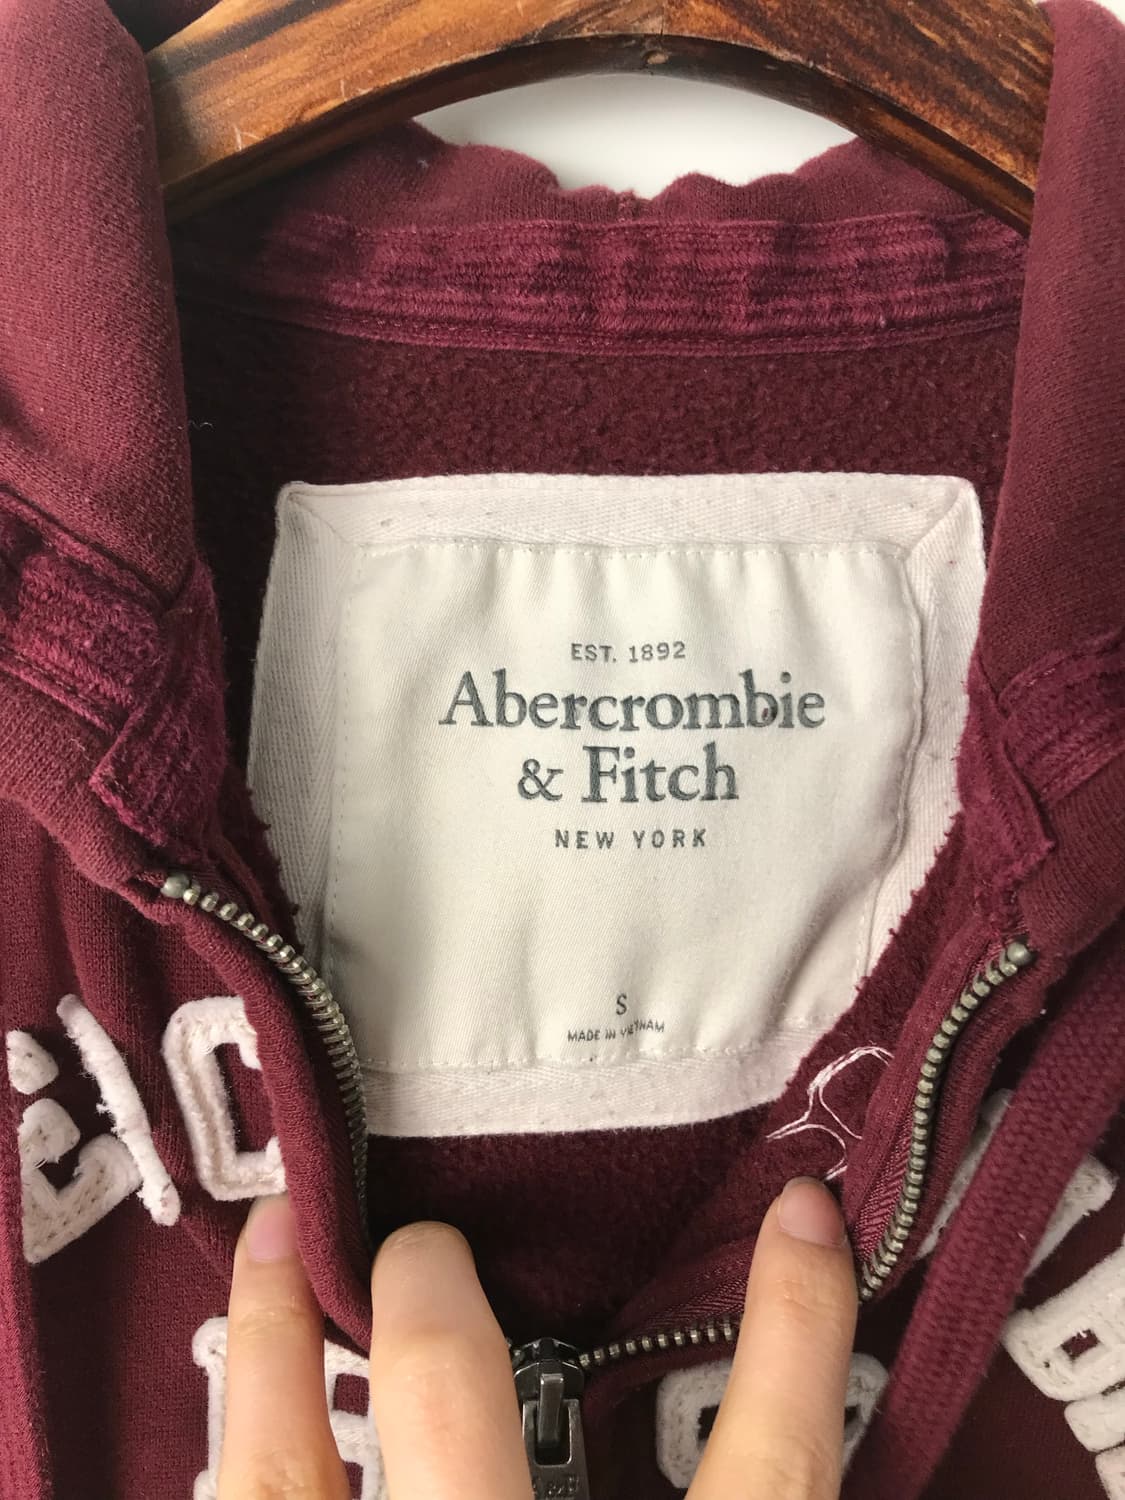 EST. 1892
Abercrombie
& Fitch
NEW YORK
S
MADE IN VIETNAM